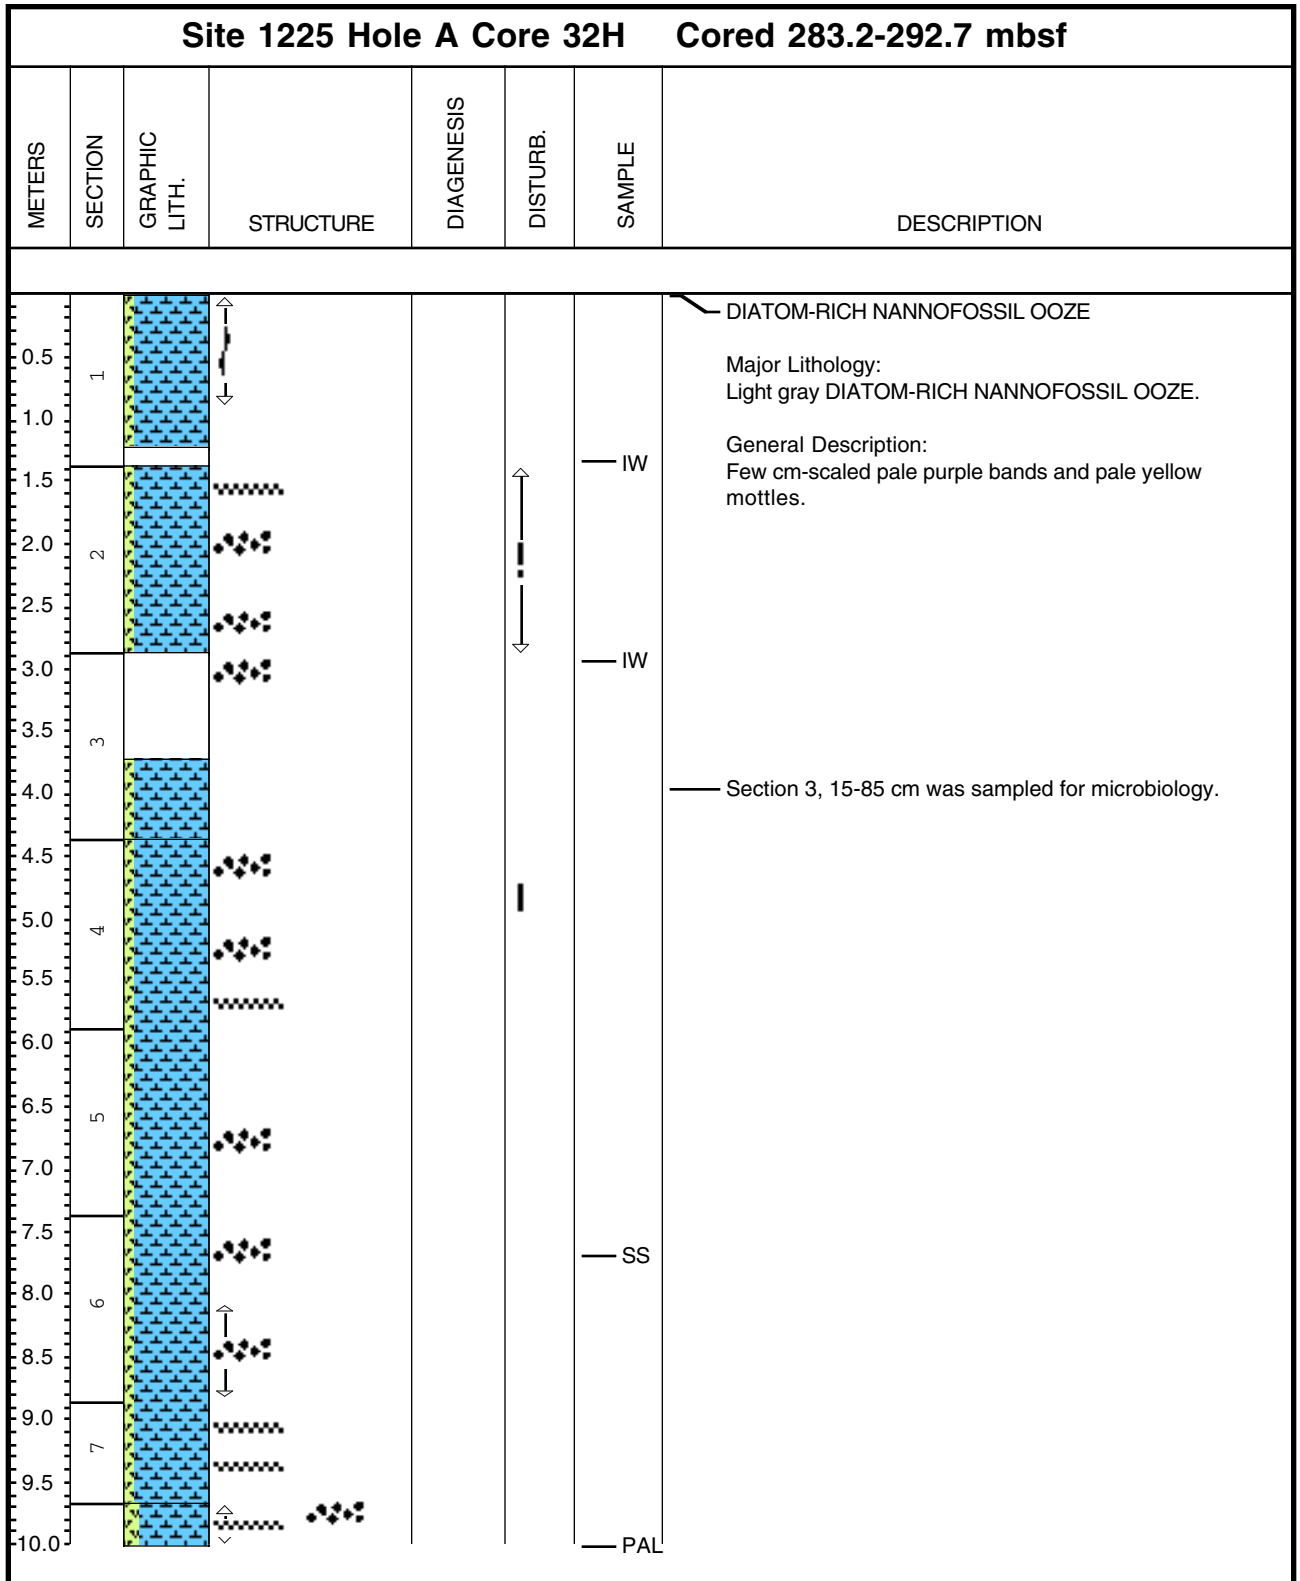 Site 1225 Hole A Core 32H Cored 283.2-292.7 mbsf
METERS
SECTION
GRAPHIC
LITH.
STRUCTURE
DIAGENESIS
DISTURB.
SAMPLE
DESCRIPTION
DIATOM-RICH NANNOFOSSIL OOZE
Major Lithology:
Light gray DIATOM-RICH NANNOFOSSIL OOZE.
General Description:
Few cm-scaled pale purple bands and pale yellow
mottles.
Section 3, 15-85 cm was sampled for microbiology.
0.5
1.0
1.5
2.0
2.5
3.0
3.5
4.0
4.5
5.0
5.5
6.0
6.5
7.0
7.5
8.0
8.5
9.0
9.5
10.0
1
2
3
4
5
6
7
IW
IW
SS
PAL